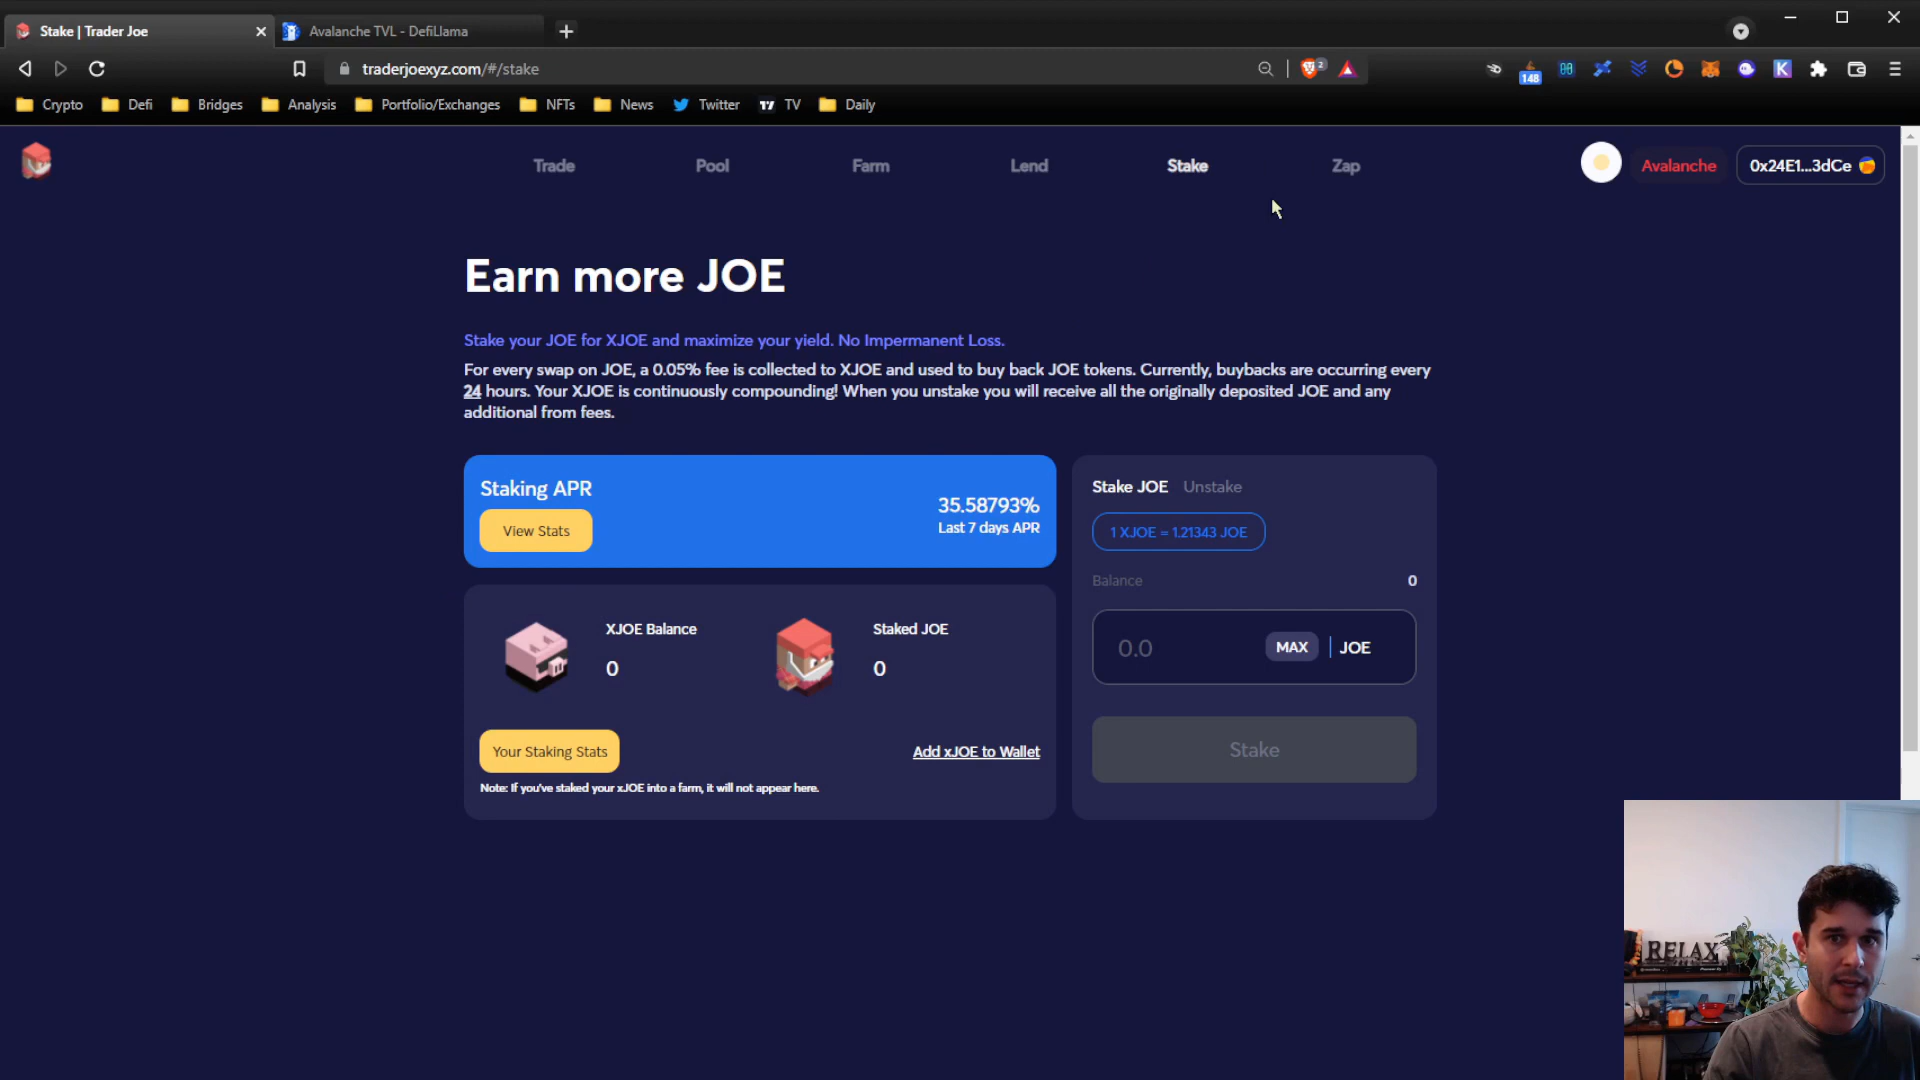 Stake | Trader Joe
Avalanche TVL - DefiLlama
traderjoexyz.com/#/stake
2
148
K
Crypto
Defi
Bridges
Analysis
Portfolio/Exchanges
NFTs
News
Twitter
TV
Daily
Trade
Pool
Farm
Lend
Stake
Zap
Avalanche
0x24E1...3dCe
Earn more JOE
Stake your JOE for XJOE and maximize your yield. No Impermanent Loss.
For every swap on JOE, a 0.05% fee is collected to XJOE and used to buy back JOE tokens. Currently, buybacks are occurring every
24 hours. Your XJOE is continuously compounding! When you unstake you will receive all the originally deposited JOE and any
additional from fees.
Staking APR
View Stats
35.58793%
Last 7 days APR
XJOE Balance
0
Staked JOE
0
Your Staking Stats
Add xJOE to Wallet
Note: If you've staked your xJOE into a farm, it will not appear here.
Stake JOE
Unstake
1 XJOE = 1.21343 JOE
Balance
0
0.0
MAX
JOE
Stake
RELAX